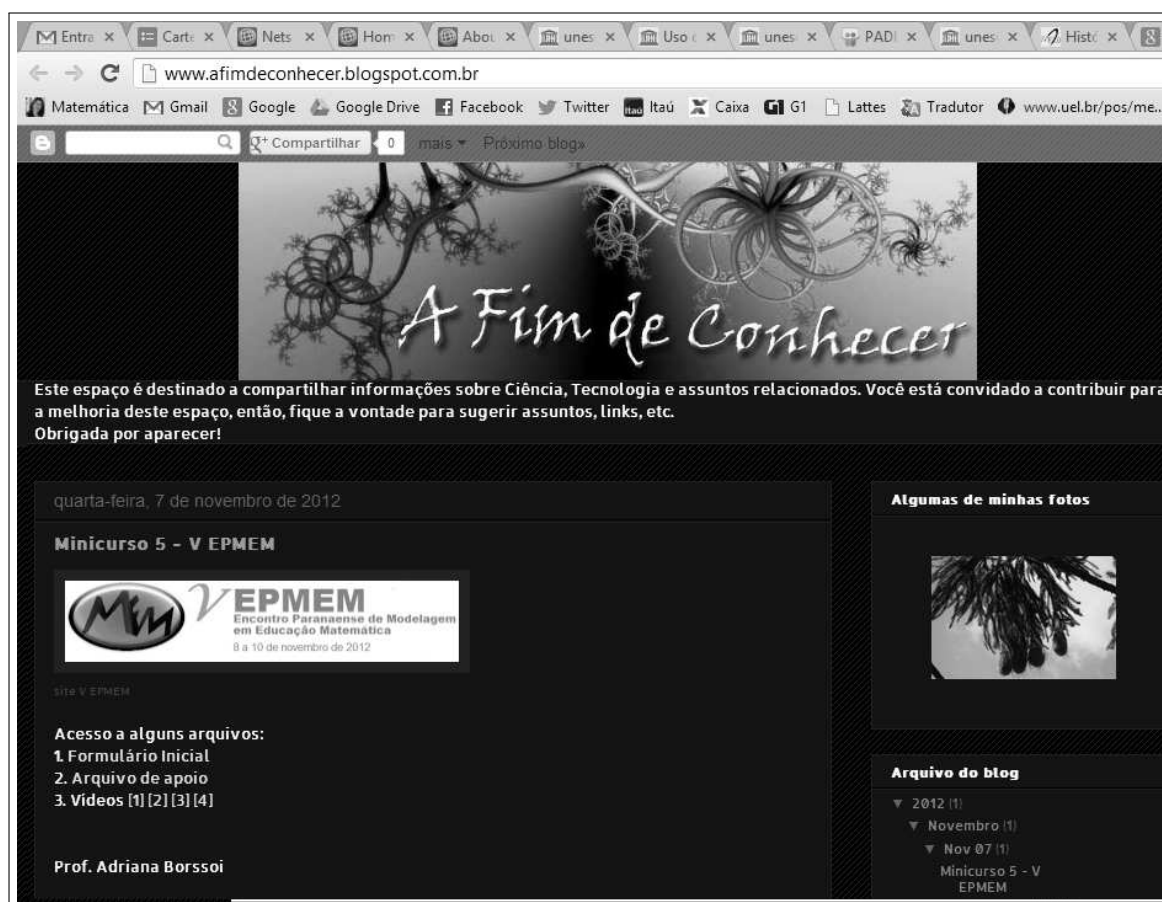 Entra Carte Nets Hom Abou unes Uso unes PADI unes Histó
www.afimdeconhecer.blogspot.com.br
Matemática Gmail Google Google Drive Facebook Twitter Itaú Caixa G1 Lattes Tradutor www.uel.br/pos/me...
Compartilhar 0 mais Próximo blog»
A Fim de Conhecer
Este espaço é destinado a compartilhar informações sobre Ciência, Tecnologia e assuntos relacionados. Você está convidado a contribuir para
a melhoria deste espaço, então, fique a vontade para sugerir assuntos, links, etc.
Obrigada por aparecer!
quarta-feira, 7 de novembro de 2012
Minicurso 5 - V EPMEM
MEM V EPMEM
Encontro Paranaense de Modelagem
em Educação Matemática
8 a 10 de novembro de 2012
site V EPMEM
Acesso a alguns arquivos:
1. Formulário Inicial
2. Arquivo de apoio
3. Vídeos [1] [2] [3] [4]
Prof. Adriana Borssoi
Algumas de minhas fotos
Arquivo do blog
▼ 2012 (1)
▼ Novembro (1)
▼ Nov 07 (1)
Minicurso 5 - V
EPMEM